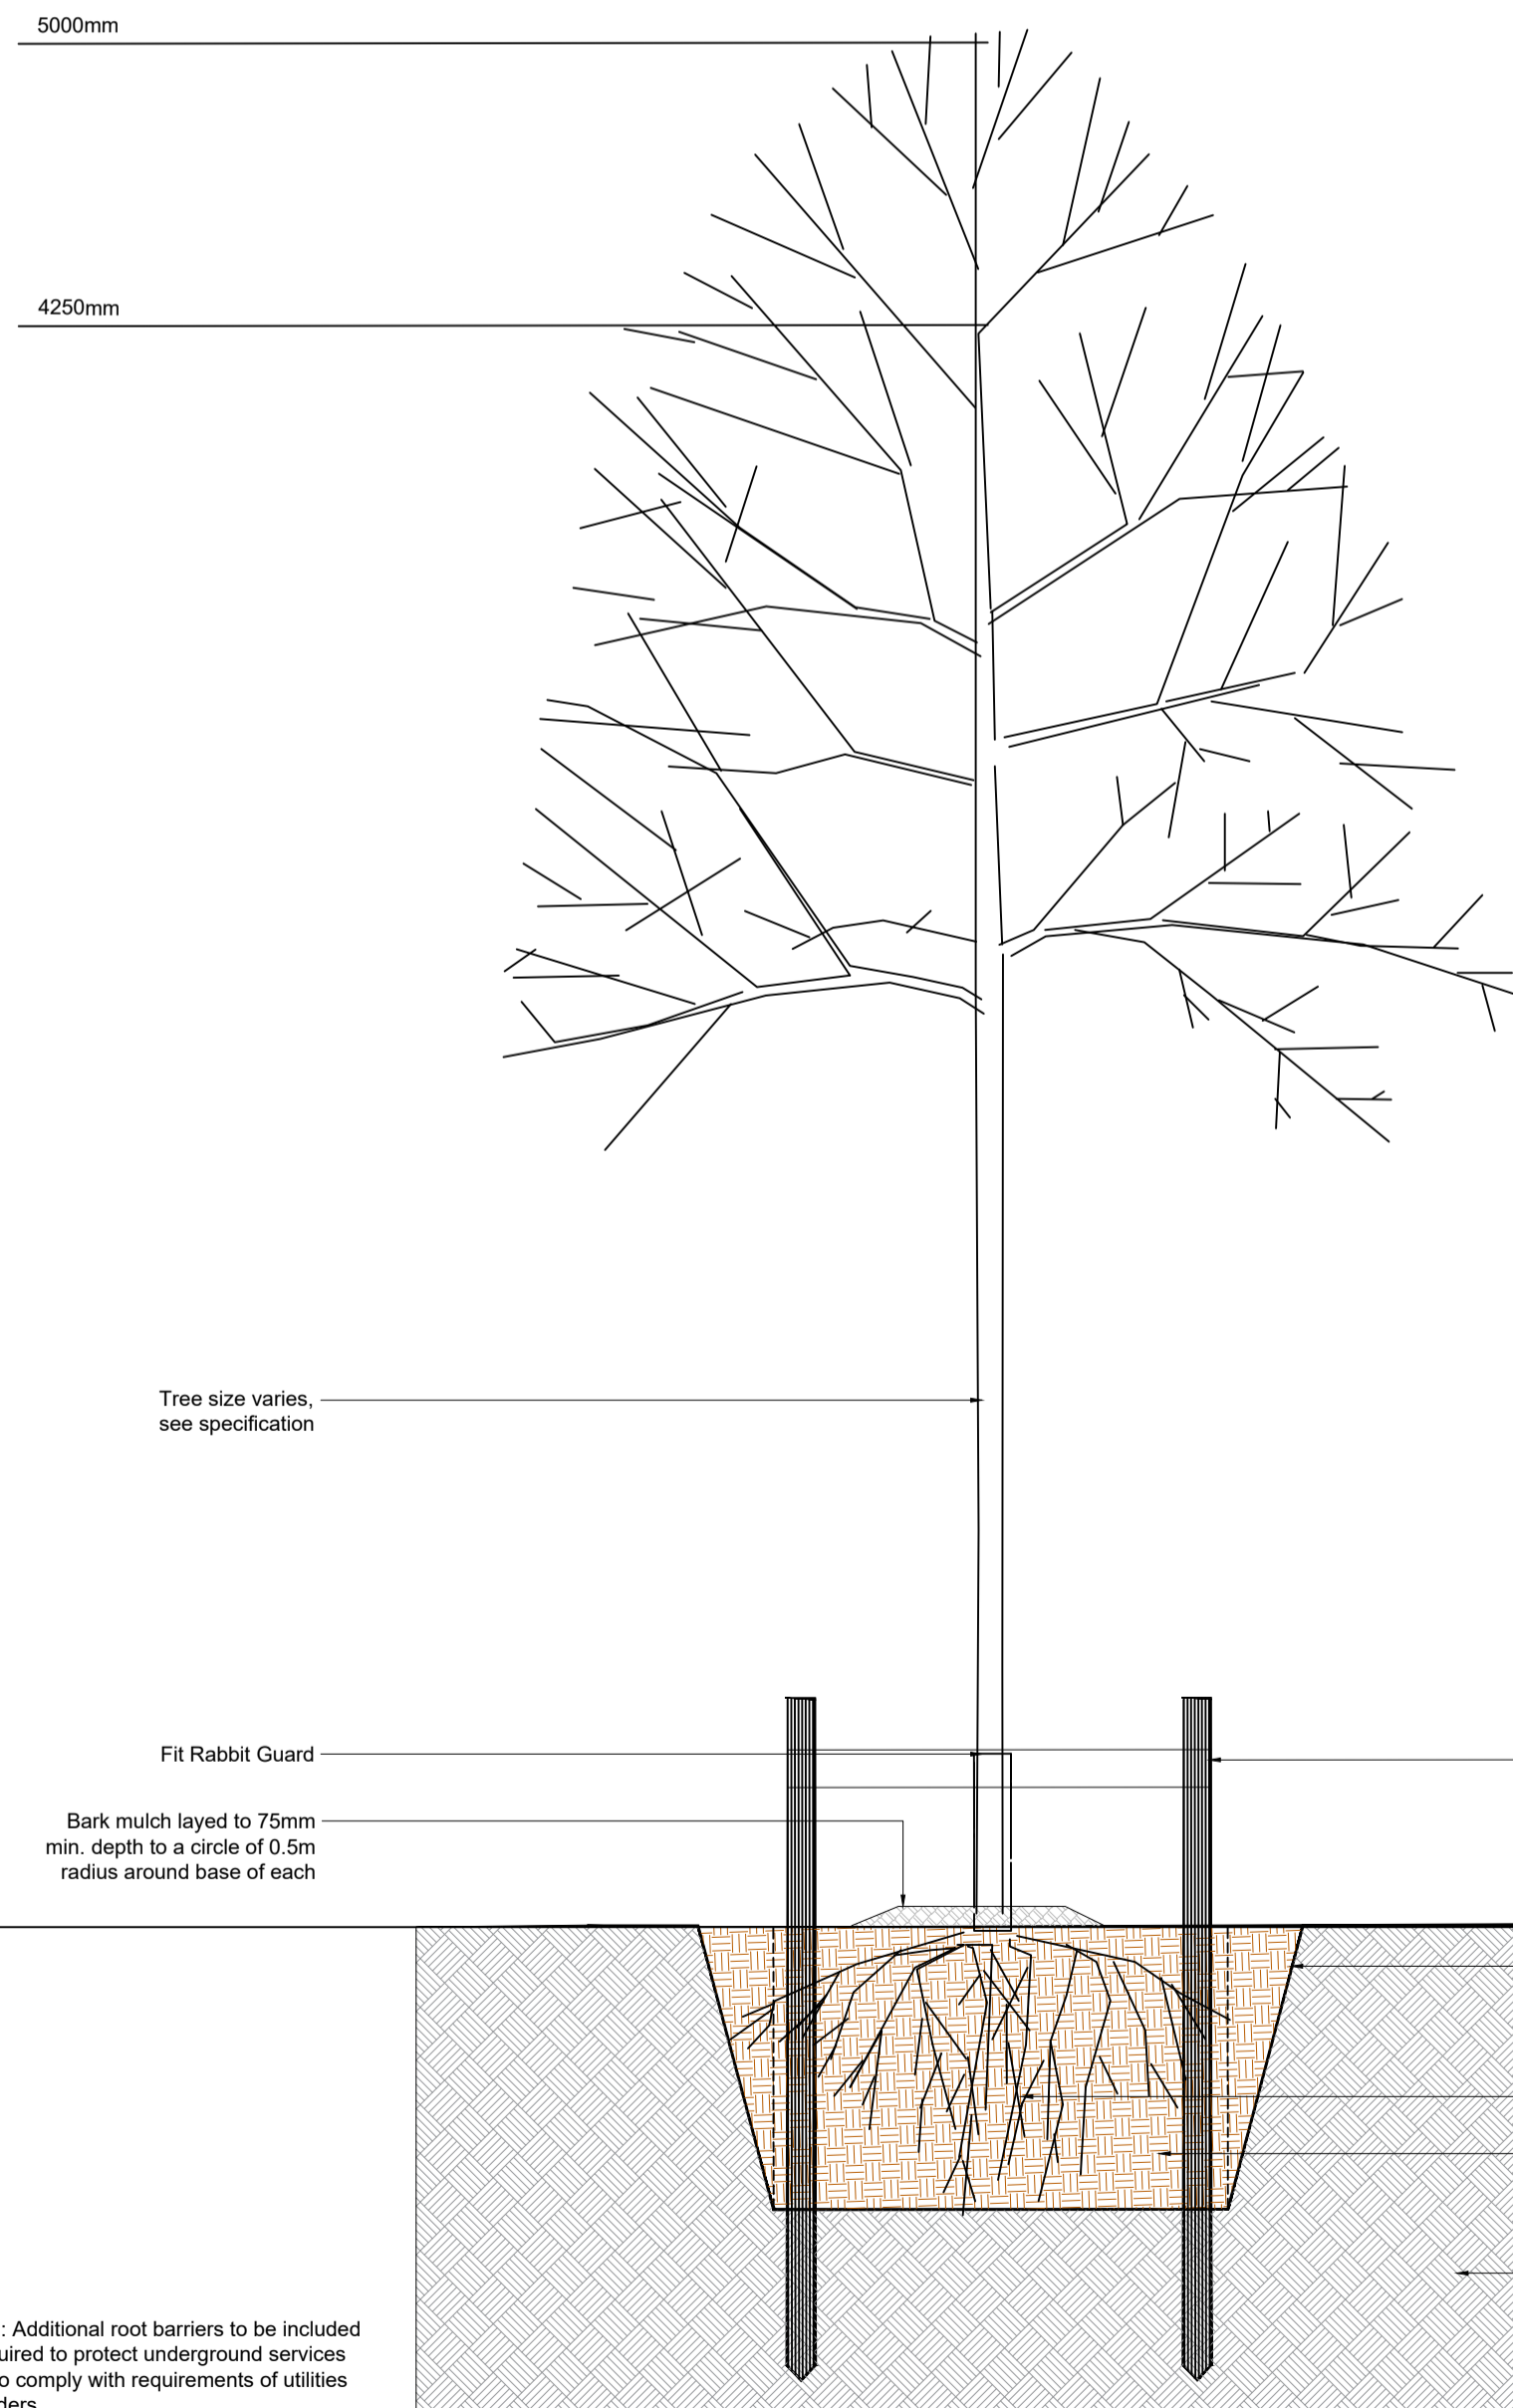 5000mm
4250mm
Tree size varies,
see specification
Fit Rabbit Guard
Bark mulch layed to 75mm
min. depth to a circle of 0.5m
radius around base of each
: Additional root barriers to be included
to protect underground services
comply with requirements of utilities